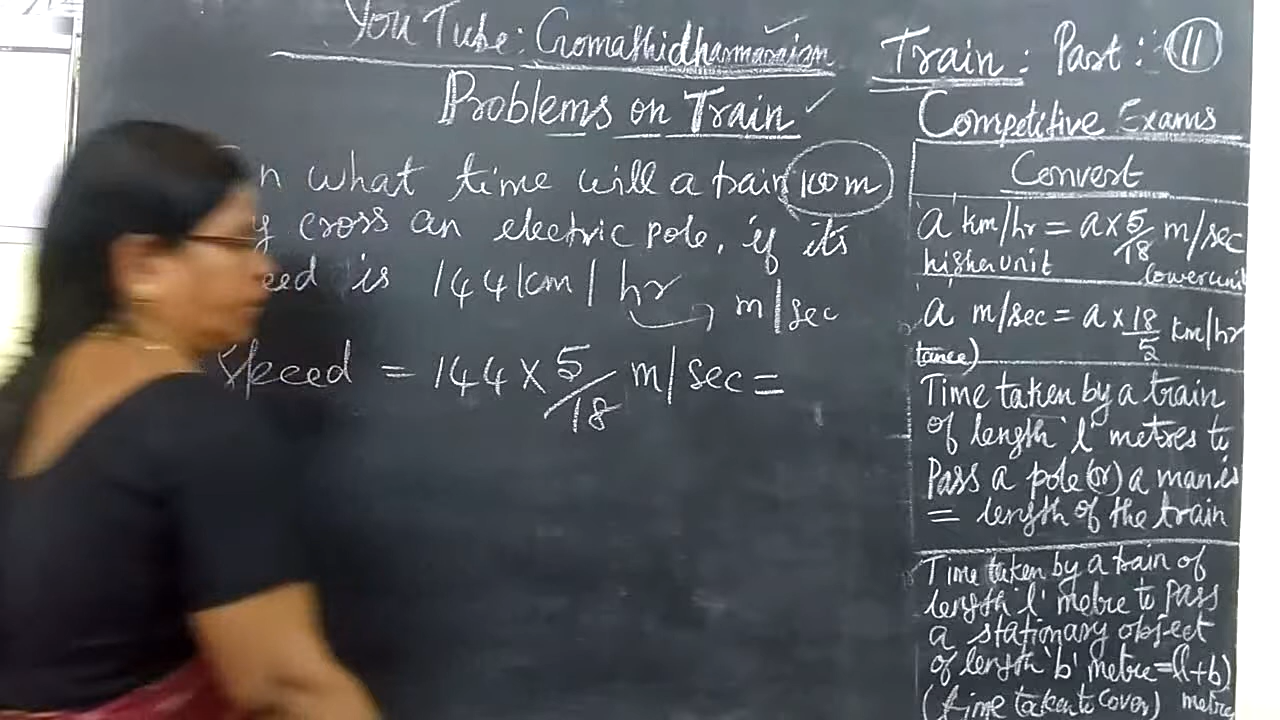 YouTube: Gomathidharmarajan
Train: Part: 11
Problems on Train ✓
Competitive Exams
n what time will a train 100 m
g cross an electric pole, if its
eed is 144 km/hr m/sec
Speed = 144 × 5/18 m/sec =
Convert
a km/hr = a × 5/18 m/sec
higher unit lower unit
a m/sec = a × 18/5 km/hr
tance)
Time taken by a train
of length 'l' metres to
Pass a pole (or) a man is
= length of the train
Time taken by a train of
length 'l' metre to pass
a stationary object
of length 'b' metre = (l+b)
(time taken to cover) metre